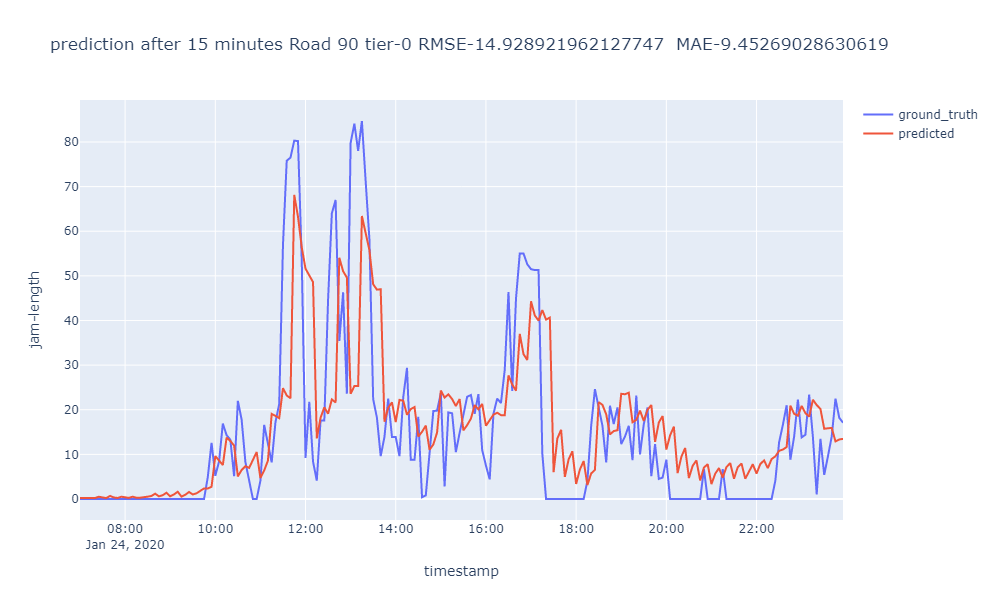 prediction after 15 minutes Road 90 tier-0 RMSE-14.928921962127747  MAE-9.45269028630619
ground_truth
predicted
80
70
60
50
40
30
20
10
0
jam-length
08:00 10:00 12:00 14:00 16:00 18:00 20:00 22:00
Jan 24, 2020
timestamp